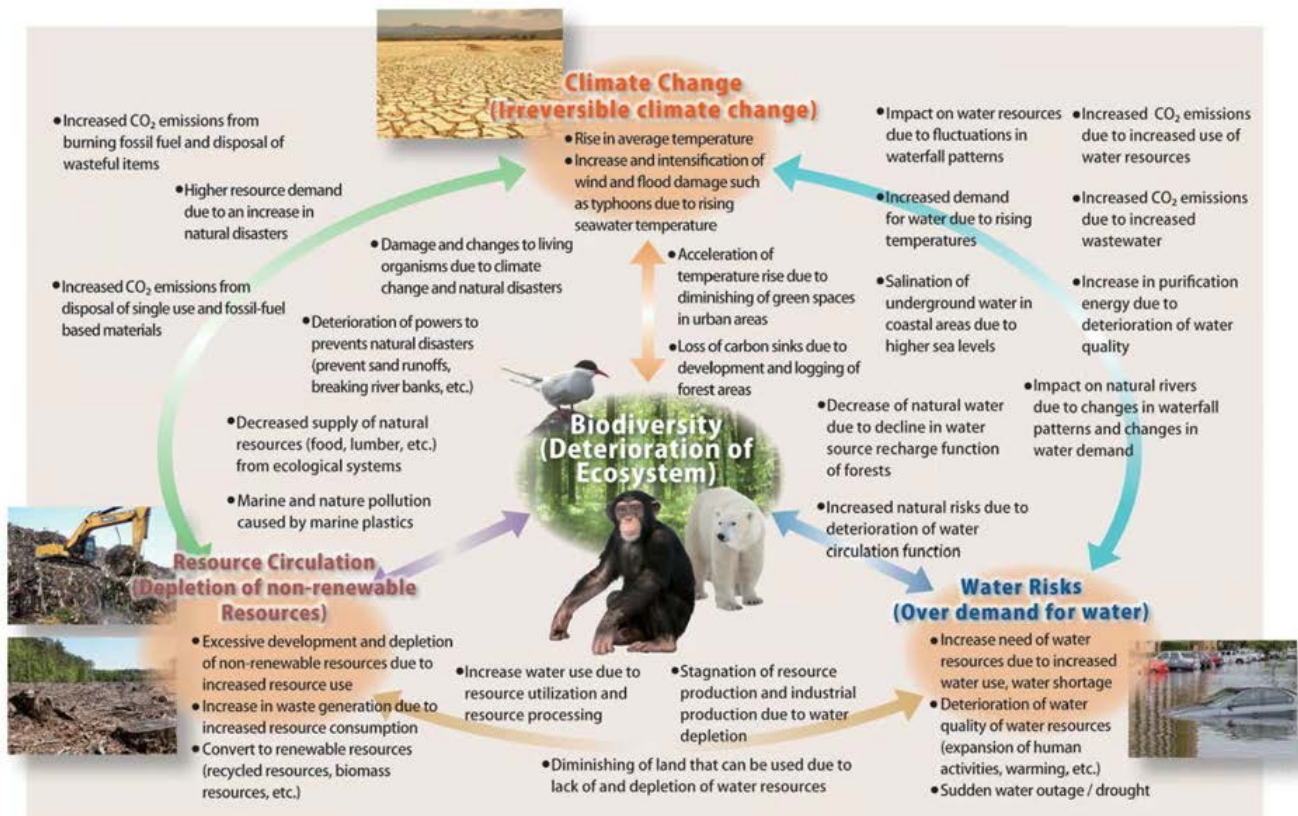 Climate Change
(Irreversible climate change)
• Rise in average temperature
• Increase and intensification of
wind and flood damage such
as typhoons due to rising
seawater temperature
• Increased CO₂ emissions from
burning fossil fuel and disposal of
wasteful items
• Higher resource demand
due to an increase in
natural disasters
• Increased CO₂ emissions from
disposal of single use and fossil-fuel
based materials
• Damage and changes to living
organisms due to climate
change and natural disasters
• Deterioration of powers to
prevents natural disasters
(prevent sand runoffs,
breaking river banks, etc.)
• Acceleration of
temperature rise due to
diminishing of green spaces
in urban areas
• Loss of carbon sinks due to
development and logging of
forest areas
• Impact on water resources
due to fluctuations in
waterfall patterns
• Increased demand
for water due to rising
temperatures
• Salination of
underground water in
coastal areas due to
higher sea levels
• Increased CO₂ emissions
due to increased use of
water resources
• Increased CO₂ emissions
due to increased
wastewater
• Increase in purification
energy due to
deterioration of water
quality
• Impact on natural rivers
due to changes in waterfall
patterns and changes in
water demand
Biodiversity
(Deterioration of
Ecosystem)
• Decreased supply of natural
resources (food, lumber, etc.)
from ecological systems
• Marine and nature pollution
caused by marine plastics
• Decrease of natural water
due to decline in water
source recharge function
of forests
• Increased natural risks due to
deterioration of water
circulation function
Resource Circulation
(Depletion of non-renewable
Resources)
• Excessive development and depletion
of non-renewable resources due to
increased resource use
• Increase in waste generation due to
increased resource consumption
• Convert to renewable resources
(recycled resources, biomass
resources, etc.)
• Increase water use due to
resource utilization and
resource processing
• Stagnation of resource
production and industrial
production due to water
depletion
• Diminishing of land that can be used due to
lack of and depletion of water resources
Water Risks
(Over demand for water)
• Increase need of water
resources due to increased
water use, water shortage
• Deterioration of water
quality of water resources
(expansion of human
activities, warming, etc.)
• Sudden water outage / drought